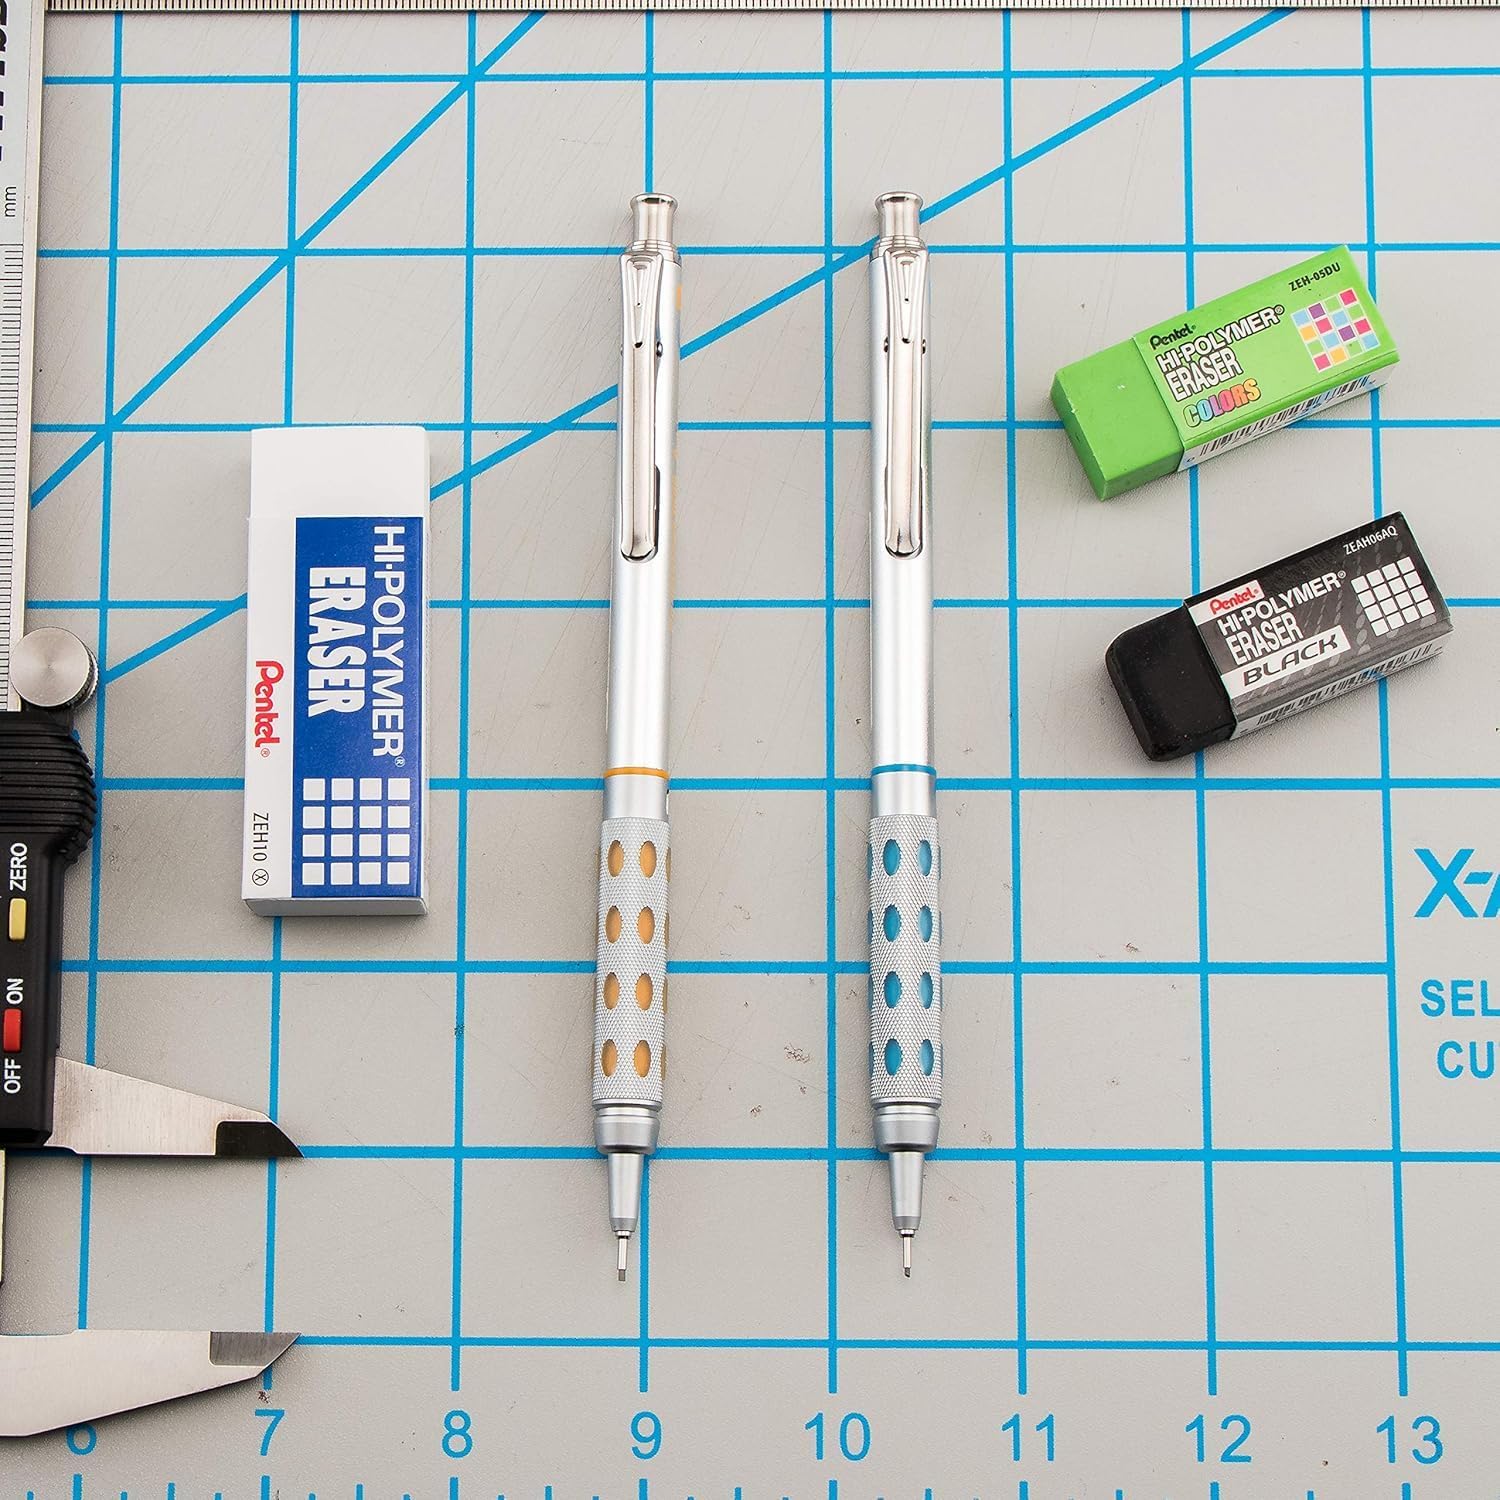 mm
ZERO
ON
OFF
HI-POLYMER®
ERASER
Pentel®
ZEH10
Pentel®
HI-POLYMER®
ERASER
COLORS
ZEH-05DU
Pentel®
HI-POLYMER®
ERASER
BLACK
ZEAH06AQ
SEL
CU
6 7 8 9 10 11 12 13